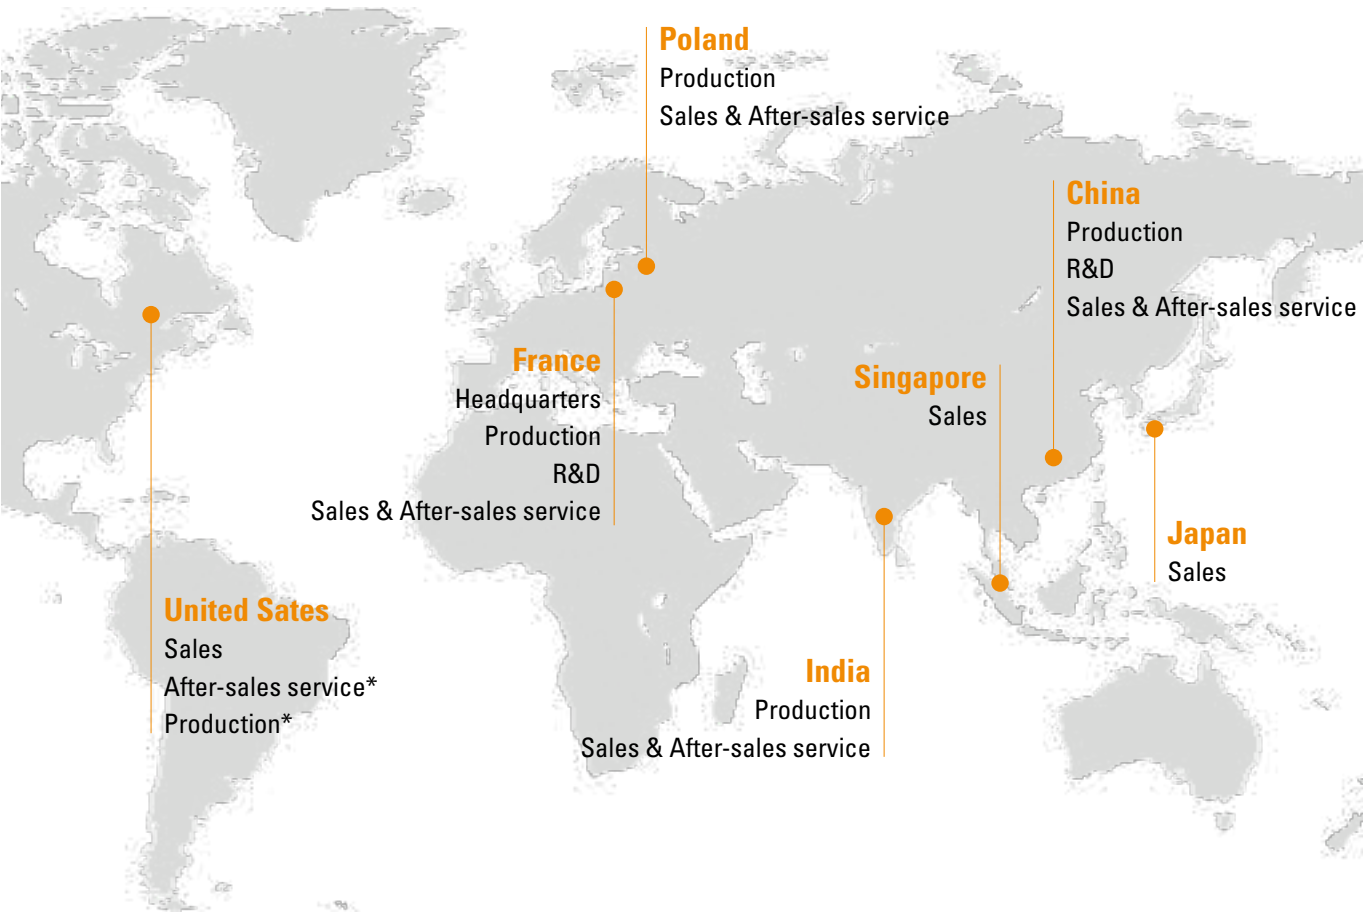 Poland
Production
Sales & After-sales service
China
Production
R&D
Sales & After-sales service
France
Headquarters
Production
R&D
Sales & After-sales service
Singapore
Sales
Japan
Sales
United Sates
Sales
After-sales service*
Production*
India
Production
Sales & After-sales service